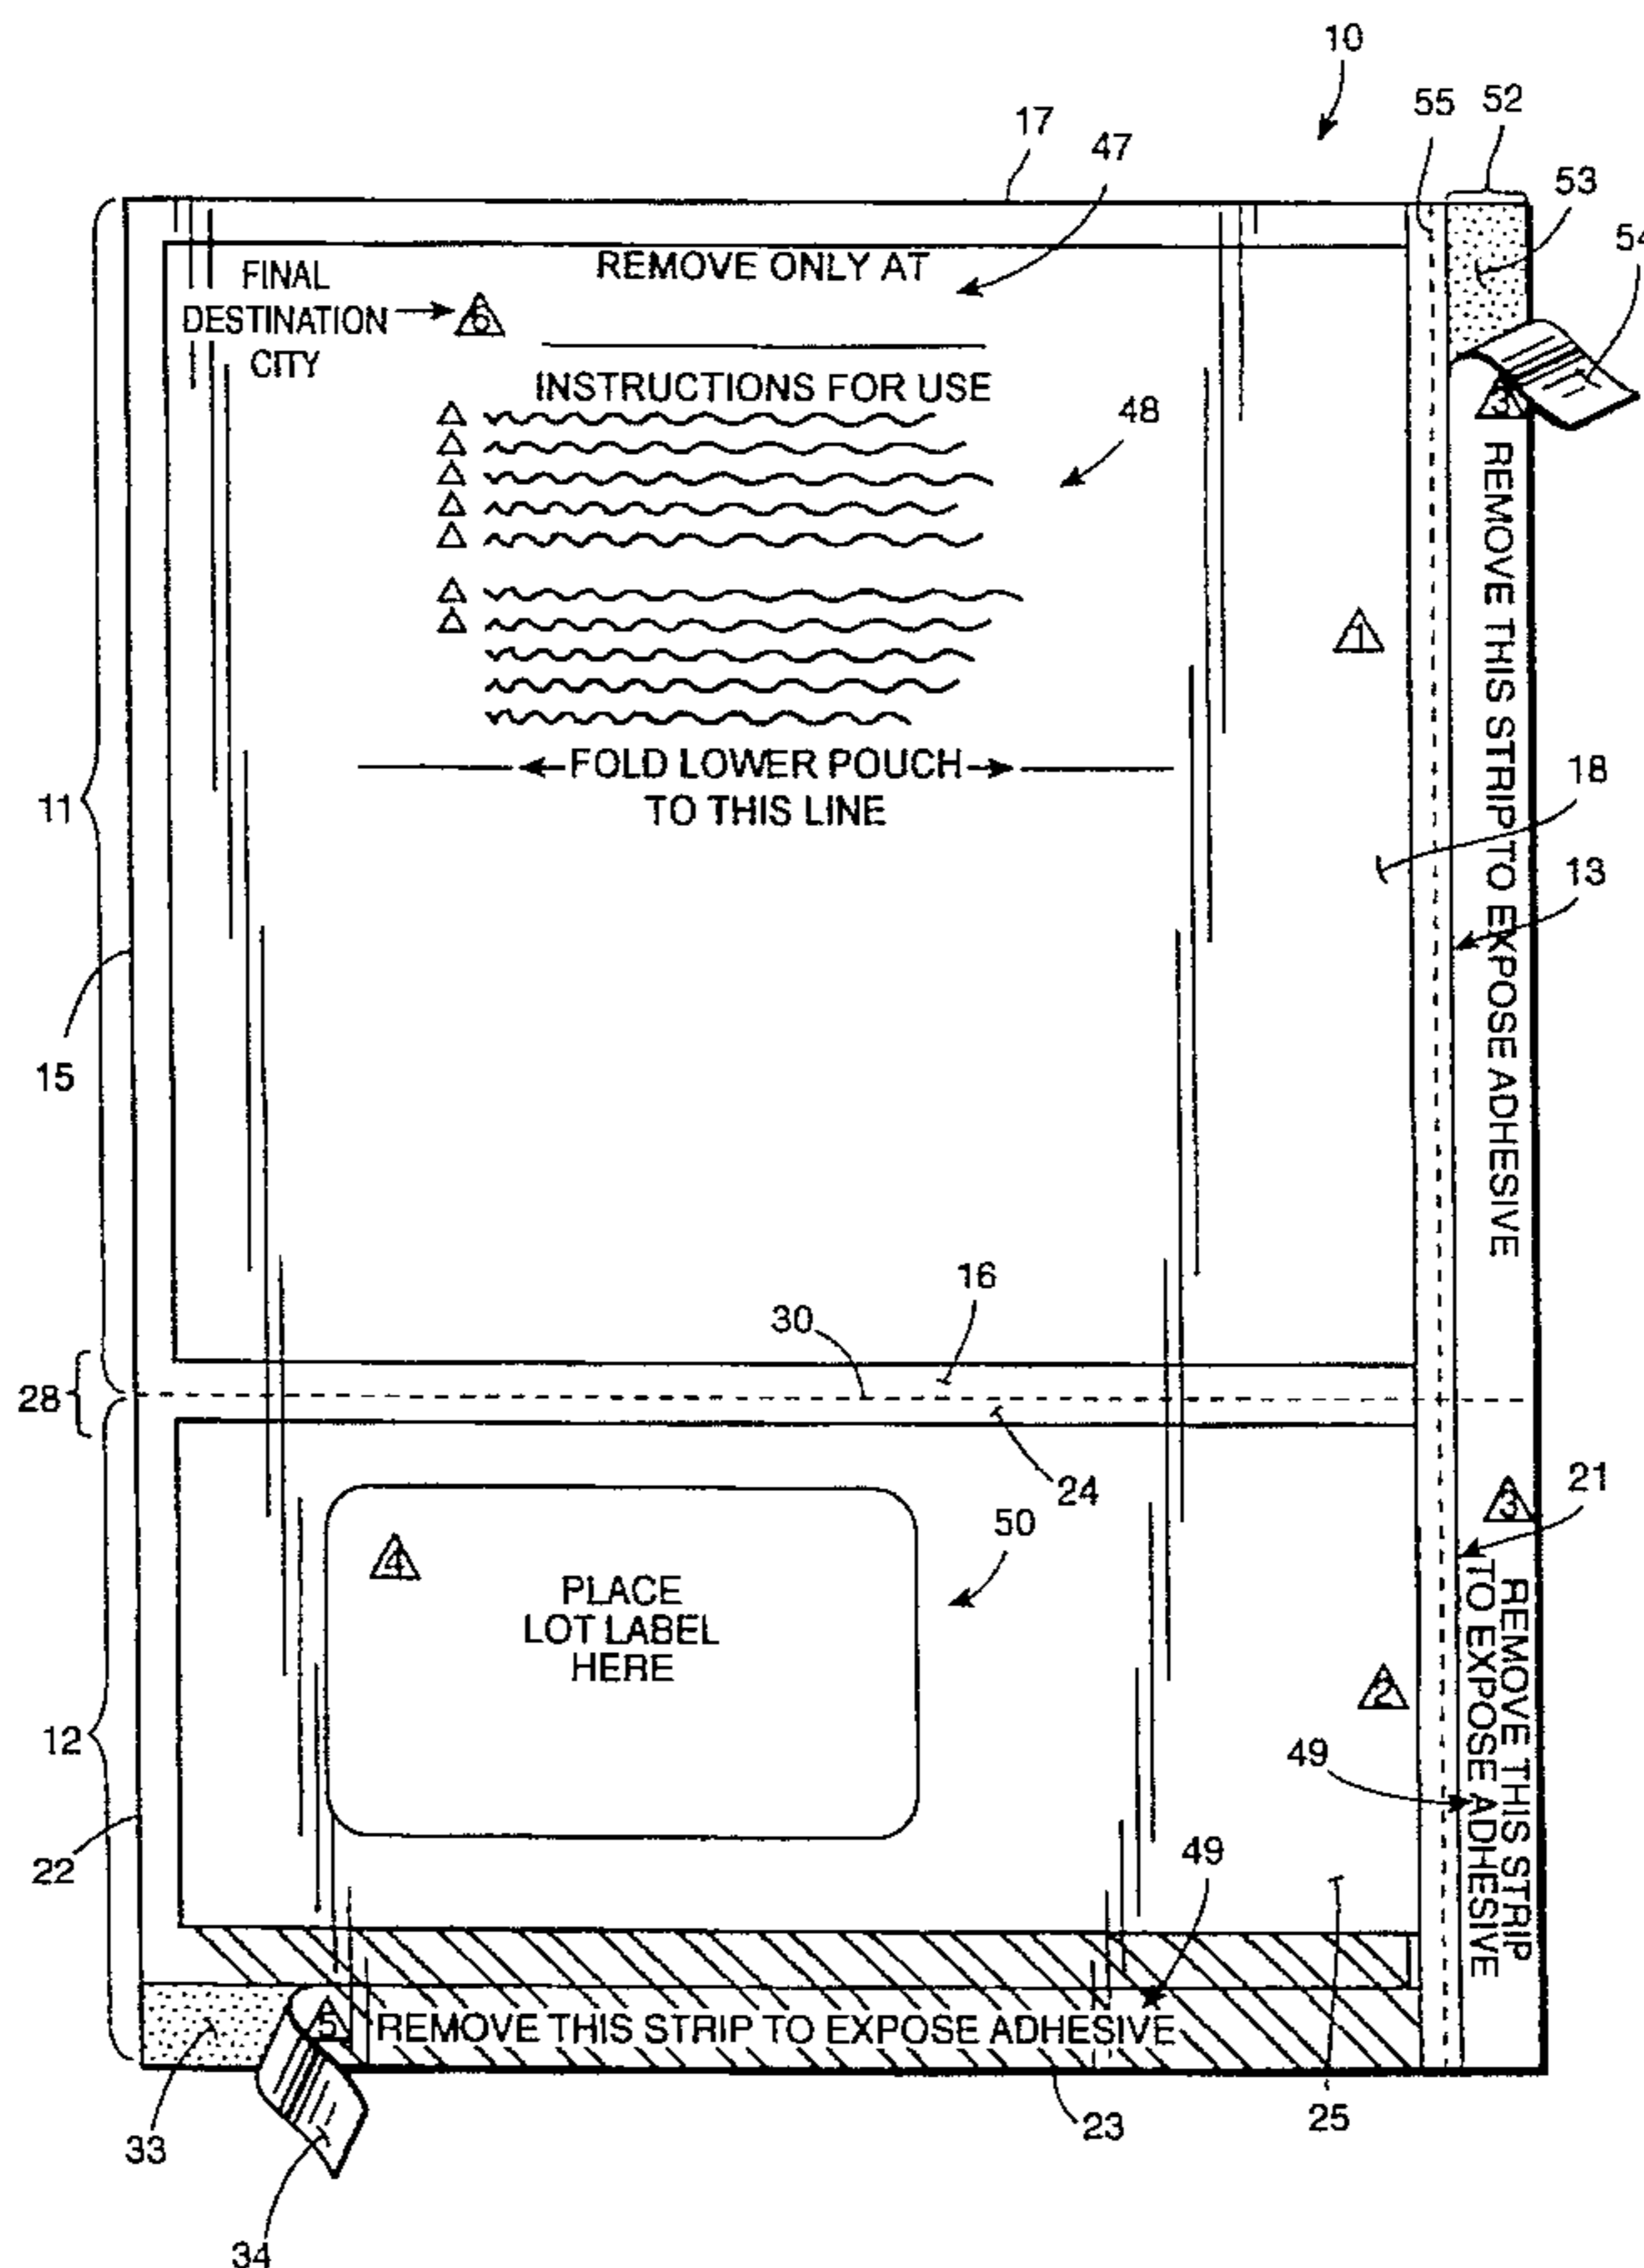 10
55 52
17
47
53
54
REMOVE ONLY AT
FINAL
DESTINATION
CITY
6
INSTRUCTIONS FOR USE
48
3
REMOVE THIS STRIP TO EXPOSE ADHESIVE
1
FOLD LOWER POUCH
TO THIS LINE
18
11
13
15
16
30
28
24
21
3
REMOVE THIS STRIP
TO EXPOSE ADHESIVE
50
4
PLACE
LOT LABEL
HERE
2
12
49
22
49
5
REMOVE THIS STRIP TO EXPOSE ADHESIVE
33
23
25
34